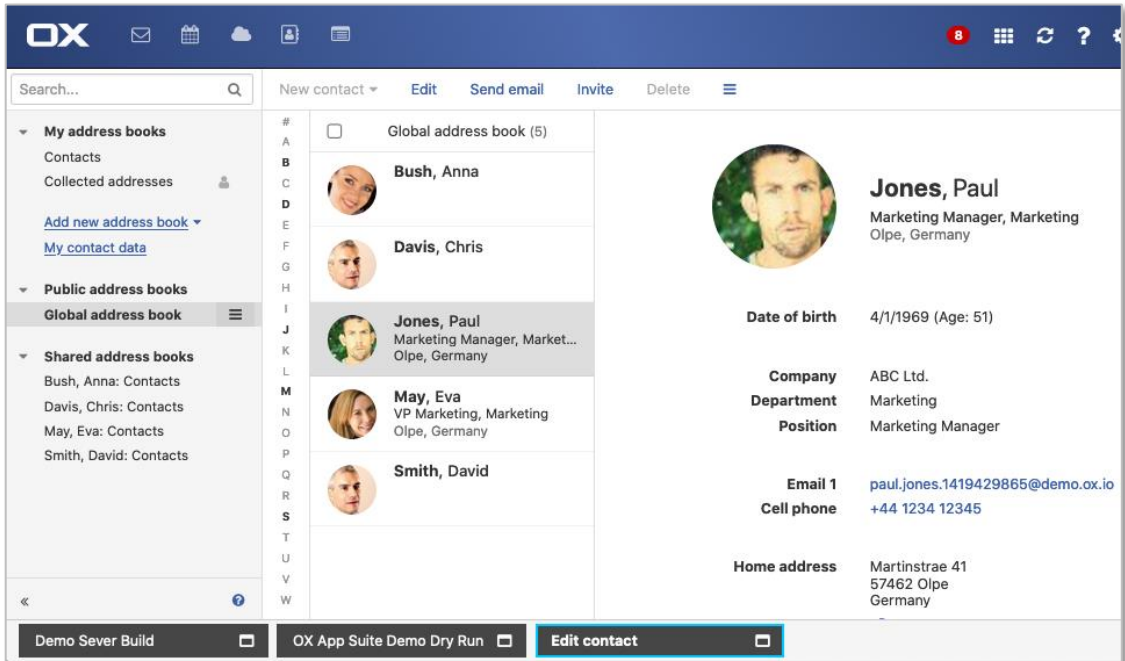 OX
8
?
Search...
New contact
Edit
Send email
Invite
Delete
My address books
Contacts
Collected addresses
Add new address book
My contact data
Public address books
Global address book
Shared address books
Bush, Anna: Contacts
Davis, Chris: Contacts
May, Eva: Contacts
Smith, David: Contacts
«
?
#
A
B
C
D
E
F
G
H
I
J
K
L
M
N
O
P
Q
R
S
T
U
V
W
Global address book (5)
Bush, Anna
Davis, Chris
Jones, Paul
Marketing Manager, Market...
Olpe, Germany
May, Eva
VP Marketing, Marketing
Olpe, Germany
Smith, David
Jones, Paul
Marketing Manager, Marketing
Olpe, Germany
Date of birth 4/1/1969 (Age: 51)
Company ABC Ltd.
Department Marketing
Position Marketing Manager
Email 1 paul.jones.1419429865@demo.ox.io
Cell phone +44 1234 12345
Home address Martinstrae 41
57462 Olpe
Germany
Demo Sever Build
OX App Suite Demo Dry Run
Edit contact